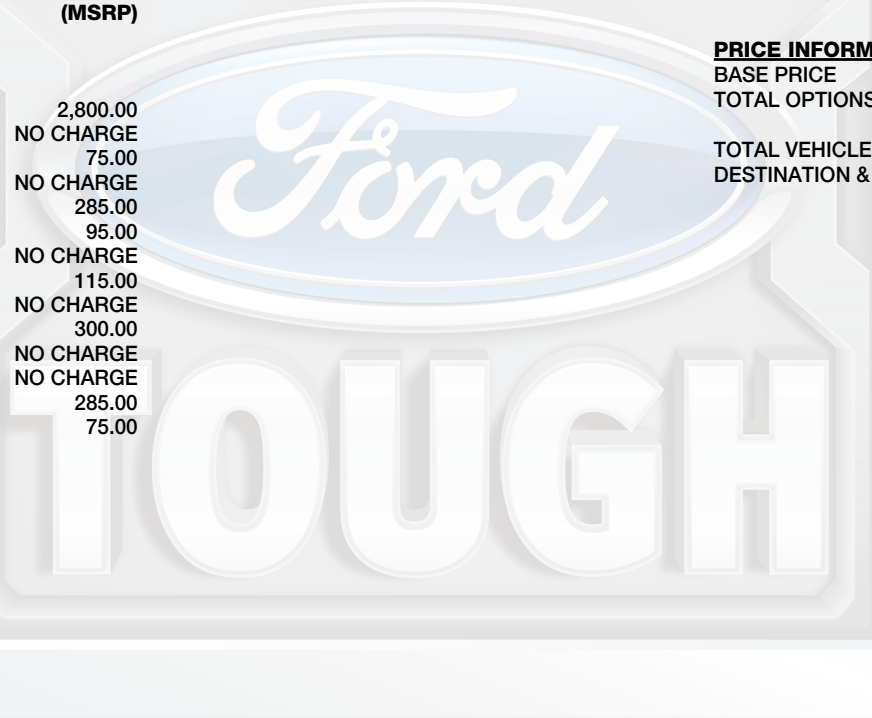 (MSRP)
2,800.00
NO CHARGE
75.00
NO CHARGE
285.00
95.00
NO CHARGE
115.00
NO CHARGE
300.00
NO CHARGE
NO CHARGE
285.00
75.00
PRICE INFORM
BASE PRICE
TOTAL OPTIONS
TOTAL VEHICLE
DESTINATION &
Ford
TOUGH